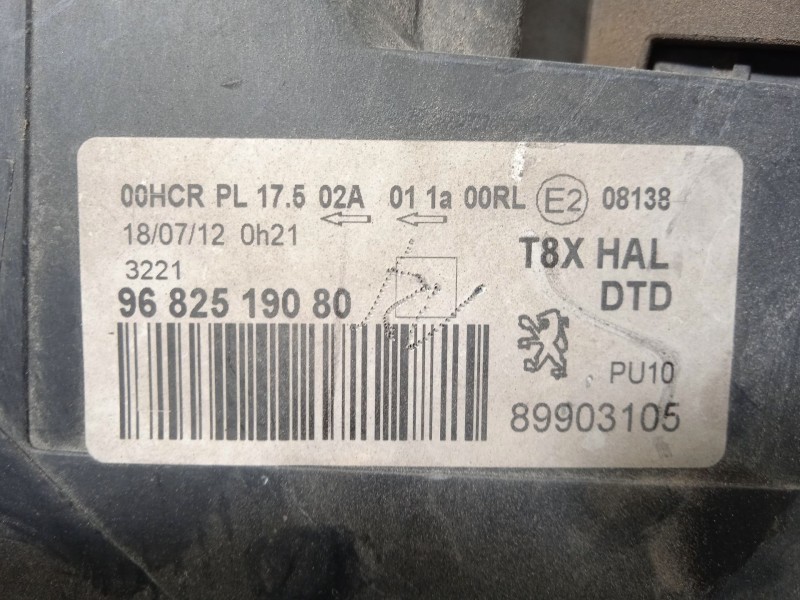 00HCR PL 17.5 02A 01 1a 00RL E2 08138
18/07/12 0h21
T8X HAL
3221
DTD
96 825 190 80
PU10
89903105